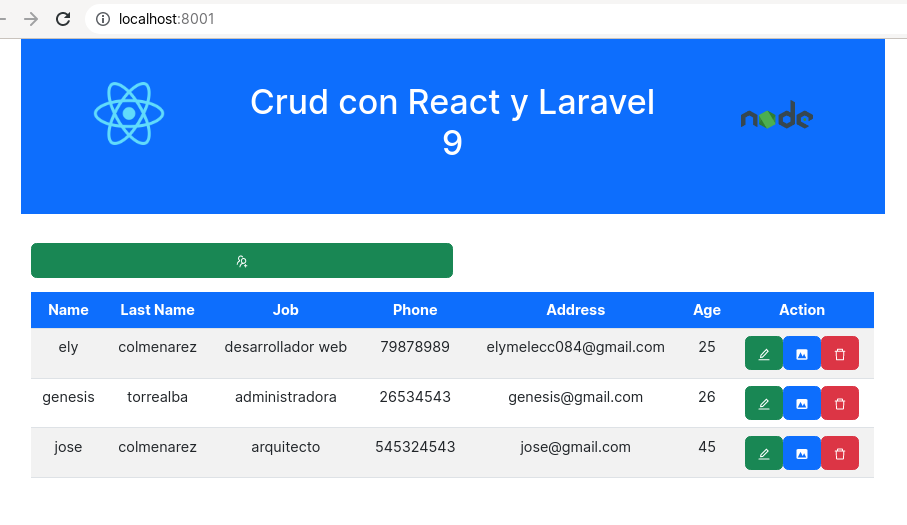 localhost:8001
Crud con React y Laravel
9
node
Name Last Name Job Phone Address Age Action
ely colmenarez desarrollador web 79878989 elymelecc084@gmail.com 25
genesis torrealba administradora 26534543 genesis@gmail.com 26
jose colmenarez arquitecto 545324543 jose@gmail.com 45